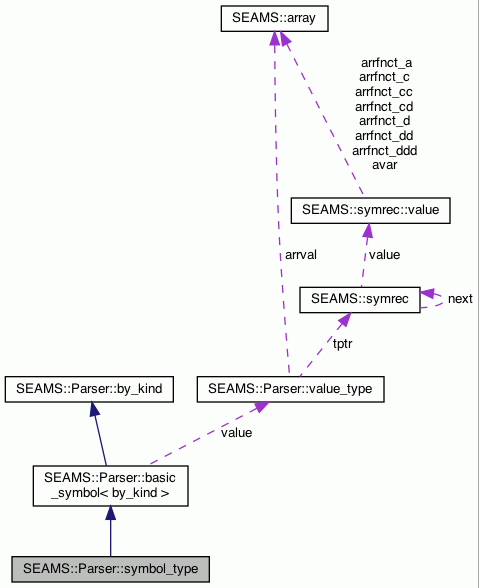 SEAMS::array
arrfnct_a
arrfnct_c
arrfnct_cc
arrfnct_cd
arrfnct_d
arrfnct_dd
arrfnct_ddd
avar
SEAMS::symrec::value
arrval
value
SEAMS::symrec
next
tptr
SEAMS::Parser::by_kind
SEAMS::Parser::value_type
value
SEAMS::Parser::basic
_symbol< by_kind >
SEAMS::Parser::symbol_type